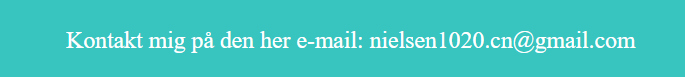 Kontakt mig på den her e-mail: nielsen1020.cn@gmail.com